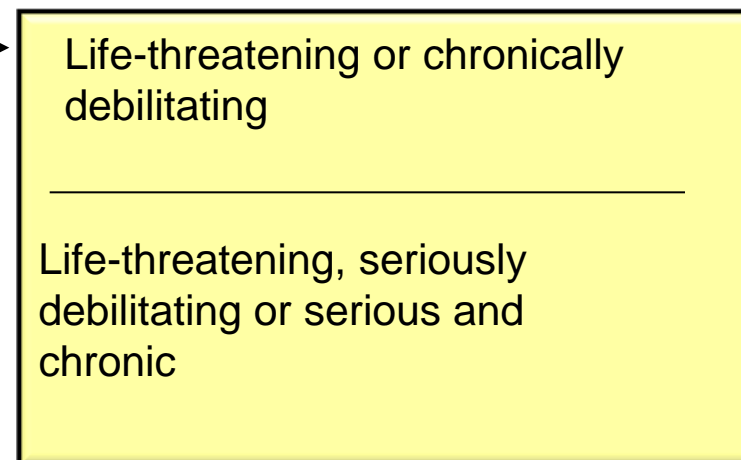 Life-threatening or chronically
debilitating
Life-threatening, seriously
debilitating or serious and
chronic